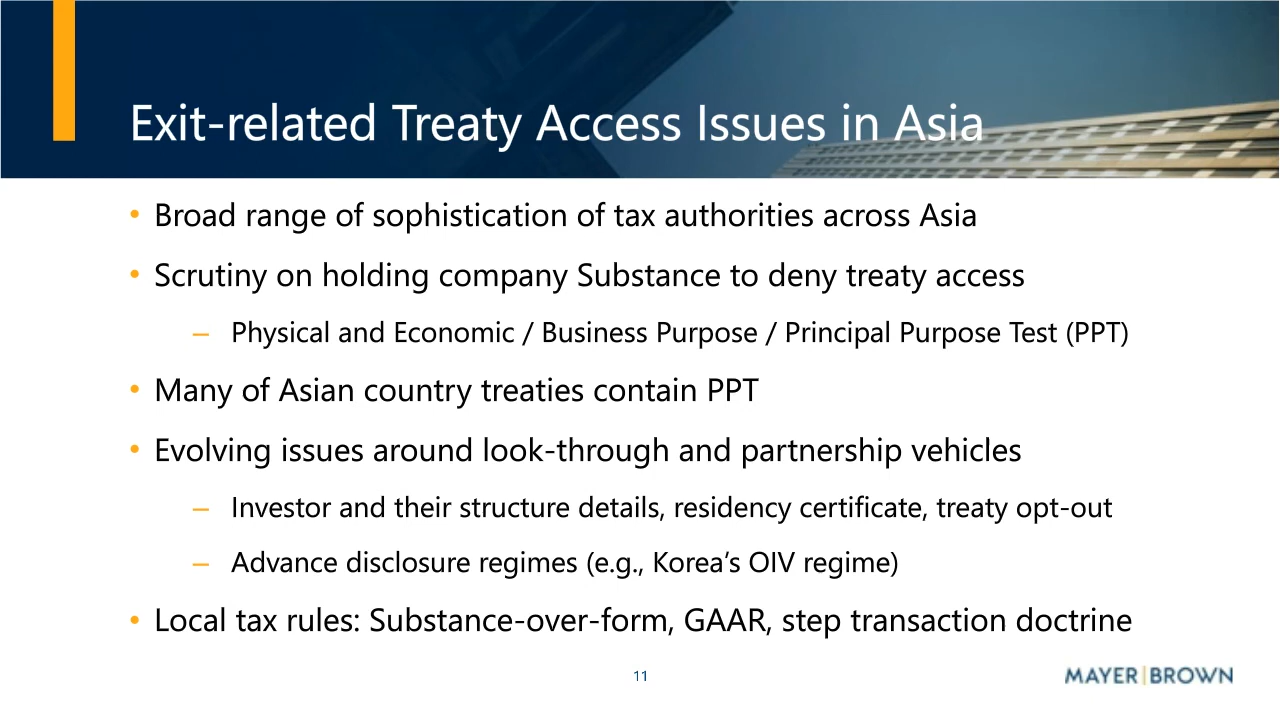 Exit-related Treaty Access Issues in Asia
• Broad range of sophistication of tax authorities across Asia
• Scrutiny on holding company Substance to deny treaty access
– Physical and Economic / Business Purpose / Principal Purpose Test (PPT)
• Many of Asian country treaties contain PPT
• Evolving issues around look-through and partnership vehicles
– Investor and their structure details, residency certificate, treaty opt-out
– Advance disclosure regimes (e.g., Korea’s OIV regime)
• Local tax rules: Substance-over-form, GAAR, step transaction doctrine
11
MAYER|BROWN